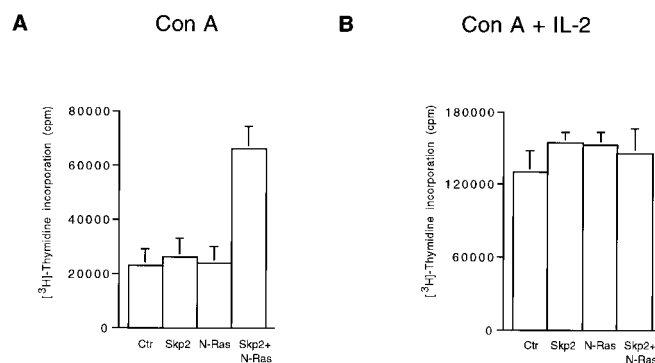 A Con A
[³H]-Thymidine incorporation (cpm)
80000
60000
40000
20000
0
Ctr Skp2 N-Ras Skp2+
N-Ras
B Con A + IL-2
[³H]-Thymidine incorporation (cpm)
180000
120000
60000
0
Ctr Skp2 N-Ras Skp2+
N-Ras